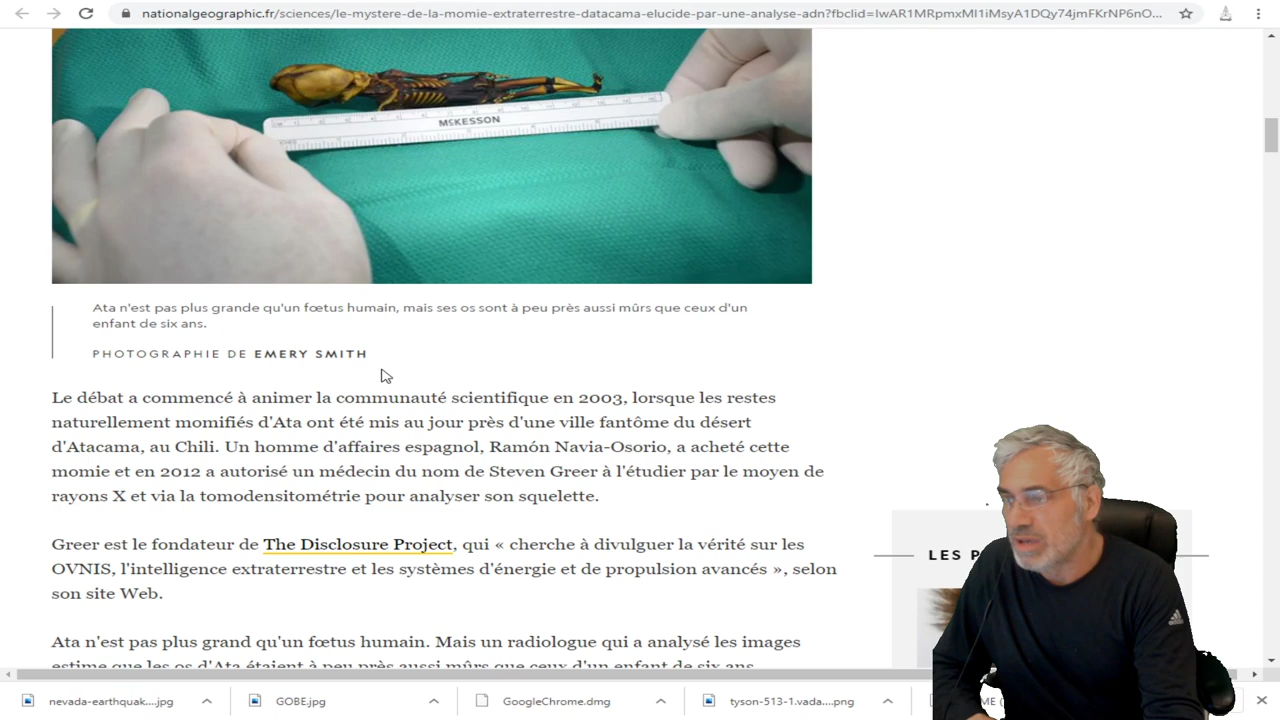 nationalgeographic.fr/sciences/le-mystere-de-la-momie-extraterrestre-datacama-elucide-par-une-analyse-adn?fbclid=IwAR1MRpmxMI1iMsyA1DQy74jmFKrNP6nO...
McKESSON
Ata n'est pas plus grande qu'un fœtus humain, mais ses os sont à peu près aussi mûrs que ceux d'un
enfant de six ans.
PHOTOGRAPHIE DE EMERY SMITH
Le débat a commencé à animer la communauté scientifique en 2003, lorsque les restes
naturellement momifiés d'Ata ont été mis au jour près d'une ville fantôme du désert
d'Atacama, au Chili. Un homme d'affaires espagnol, Ramón Navia-Osorio, a acheté cette
momie et en 2012 a autorisé un médecin du nom de Steven Greer à l'étudier par le moyen de
rayons X et via la tomodensitométrie pour analyser son squelette.
Greer est le fondateur de The Disclosure Project, qui « cherche à divulguer la vérité sur les
OVNIS, l'intelligence extraterrestre et les systèmes d'énergie et de propulsion avancés », selon
son site Web.
LES P
Ata n'est pas plus grand qu'un fœtus humain. Mais un radiologue qui a analysé les images
estime que les os d'Ata étaient à peu près aussi mûrs que ceux d'un enfant de six ans
nevada-earthquak....jpg
GOBE.jpg
GoogleChrome.dmg
tyson-513-1.vada....png
ME (